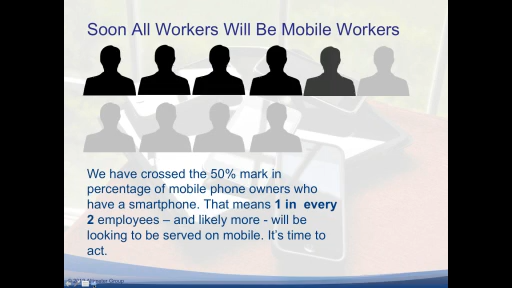 Soon All Workers Will Be Mobile Workers
We have crossed the 50% mark in
percentage of mobile phone owners who
have a smartphone. That means 1 in every
2 employees – and likely more - will be
looking to be served on mobile. It's time to
act.
Group